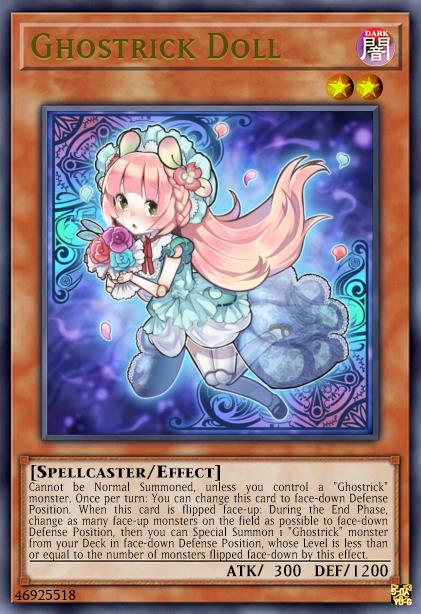 Ghostrick Doll
DARK
闇
[Spellcaster/Effect]
Cannot be Normal Summoned, unless you control a "Ghostrick"
monster. Once per turn: You can change this card to face-down Defense
Position. When this card is flipped face-up: During the End Phase,
change as many face-up monsters on the field as possible to face-down
Defense Position, then you can Special Summon 1 "Ghostrick" monster
from your Deck in face-down Defense Position, whose Level is less than
or equal to the number of monsters flipped face-down by this effect.
ATK/ 300 DEF/1200
46925518